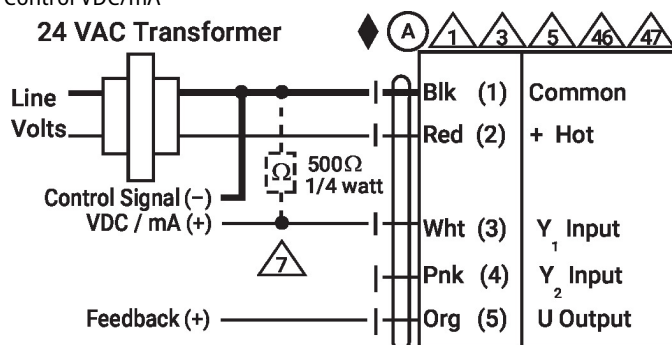 Control VDC/mA
24 VAC Transformer
A 1 3 5 46 47
Line
Volts
Blk (1) Common
Red (2) + Hot
Ω 500Ω
1/4 watt
Control Signal (−)
VDC / mA (+)
Wht (3) Y1 Input
7
Pnk (4) Y2 Input
Feedback (+)
Org (5) U Output